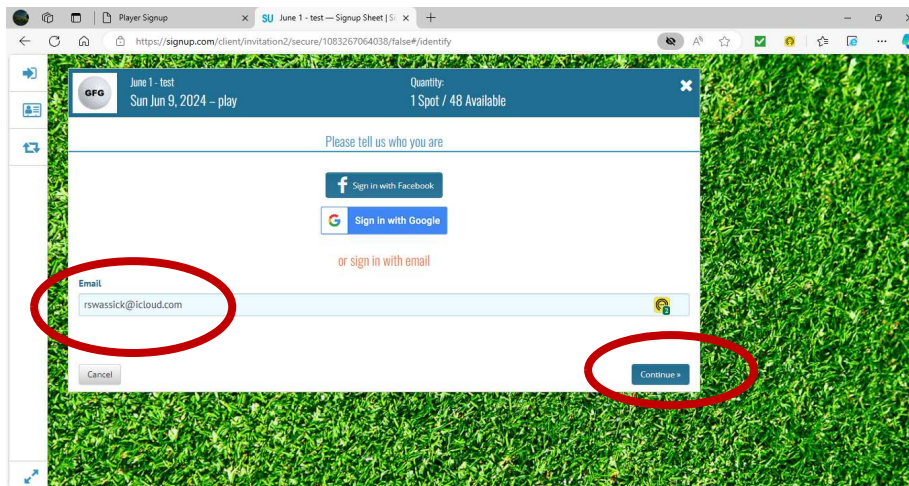 Player Signup
SU June 1 - test — Signup Sheet | Si
https://signup.com/client/invitation2/secure/1083267064038/false#/identify
GFG
June 1 - test
Sun Jun 9, 2024 – play
Quantity:
1 Spot / 48 Available
Please tell us who you are
f Sign in with Facebook
G Sign in with Google
or sign in with email
Email
rswassick@icloud.com
2
Cancel
Continue »